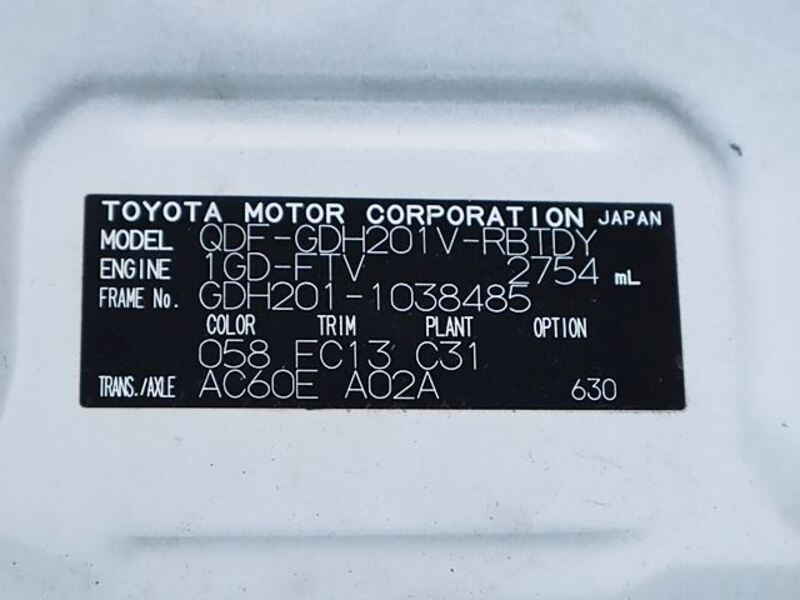 TOYOTA MOTOR CORPORATION JAPAN
MODEL QDF-GDH201V-RBTDY
ENGINE 1GD-FTV 2754 mL
FRAME No. GDH201-1038485
COLOR TRIM PLANT OPTION
058 FC13 C31
TRANS./AXLE AC60E A02A 630